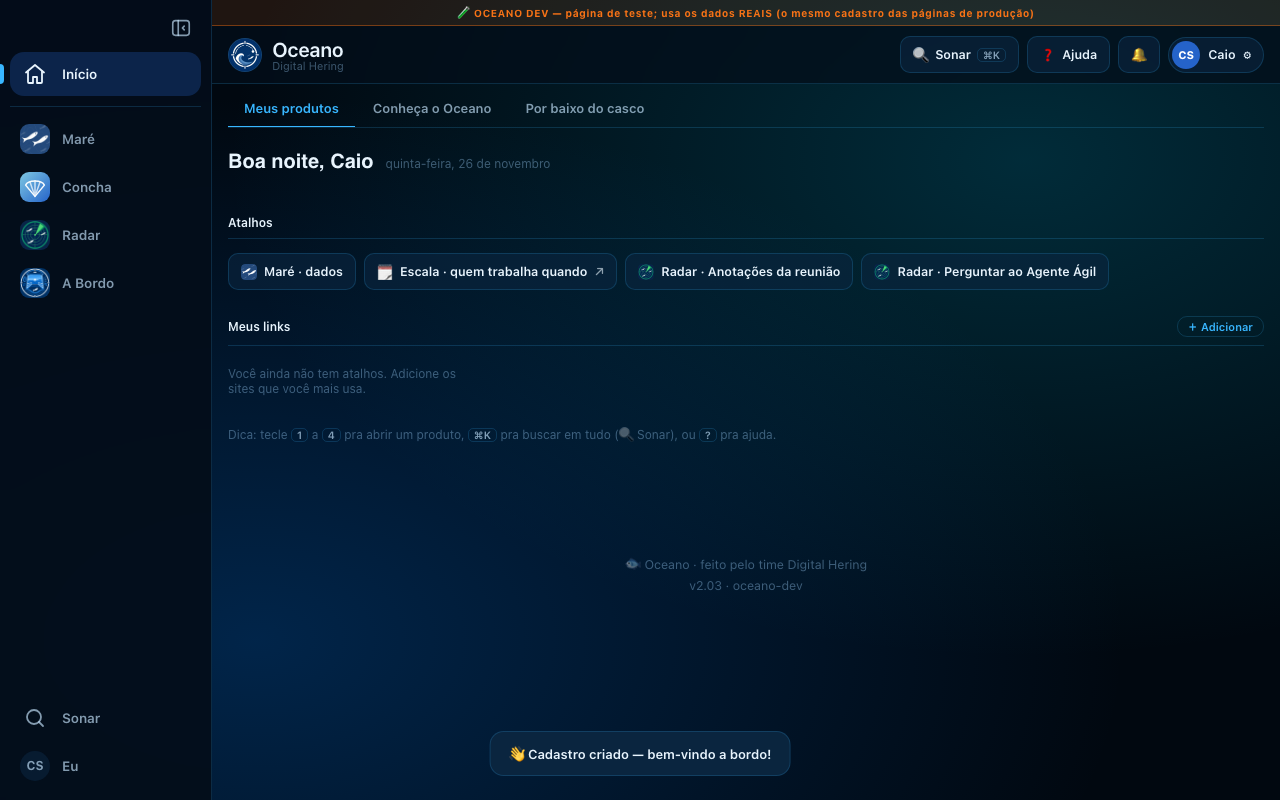 OCEANO DEV — página de teste; usa os dados REAIS (o mesmo cadastro das páginas de produção)
Início
Maré
Concha
Radar
A Bordo
Sonar
CS Eu
Oceano
Digital Hering
Sonar ⌘K
Ajuda
CS Caio
Meus produtos
Conheça o Oceano
Por baixo do casco
Boa noite, Caio quinta-feira, 26 de novembro
Atalhos
Maré · dados
Escala · quem trabalha quando ↗
Radar · Anotações da reunião
Radar · Perguntar ao Agente Ágil
Meus links
+ Adicionar
Você ainda não tem atalhos. Adicione os
sites que você mais usa.
Dica: tecle 1 a 4 pra abrir um produto, ⌘K pra buscar em tudo (🔍 Sonar), ou ? pra ajuda.
🐟 Oceano · feito pelo time Digital Hering
v2.03 · oceano-dev
👋 Cadastro criado — bem-vindo a bordo!